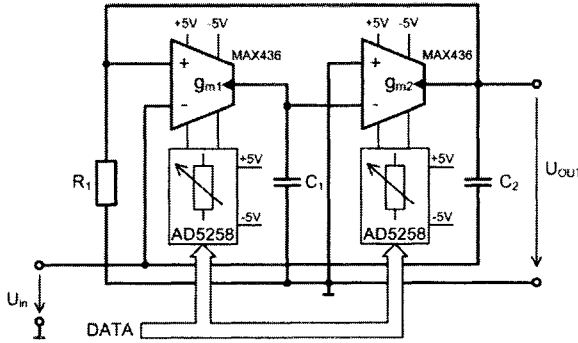 +5V -5V
MAX436
+5V -5V
MAX436
+
gm1
-
+
gm2
-
R1
+5V
-5V
AD5258
C1
+5V
-5V
AD5258
C2
UOUT
Uin
DATA